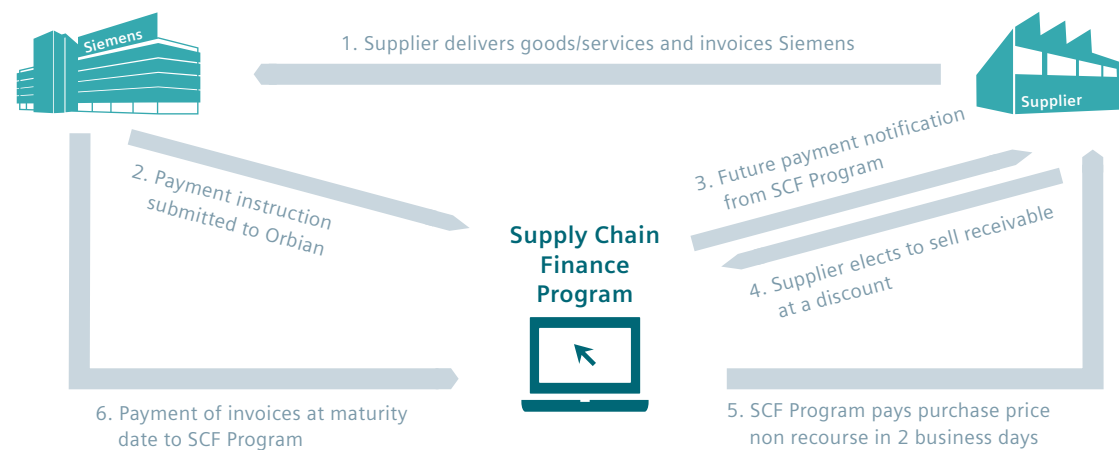 Siemens
1. Supplier delivers goods/services and invoices Siemens
Supplier
2. Payment instruction
submitted to Orbian
3. Future payment notification
from SCF Program
Supply Chain
Finance
Program
4. Supplier elects to sell receivable
at a discount
6. Payment of invoices at maturity
date to SCF Program
5. SCF Program pays purchase price
non recourse in 2 business days